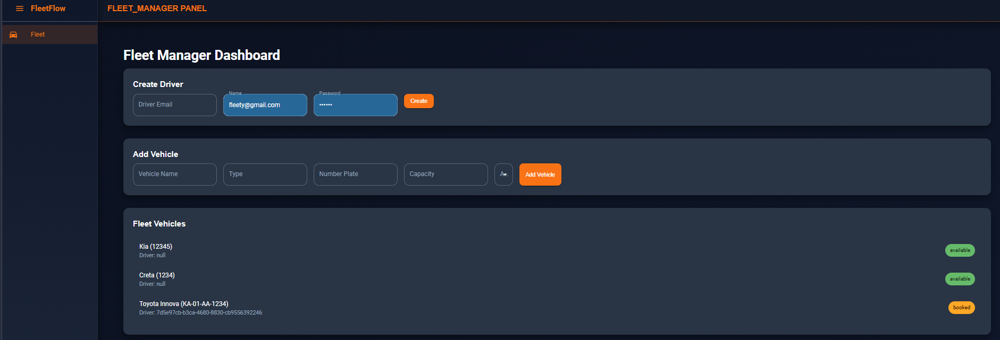 FleetFlow
FLEET_MANAGER PANEL
Fleet
Fleet Manager Dashboard
Create Driver
Driver Email
Name
fleety@gmail.com
Password
••••••
Create
Add Vehicle
Vehicle Name
Type
Number Plate
Capacity
A...
Add Vehicle
Fleet Vehicles
Kia (12345)
Driver: null
available
Creta (1234)
Driver: null
available
Toyota Innova (KA-01-AA-1234)
Driver: 7d5e97cb-b3ca-4680-8830-cb9556392246
booked